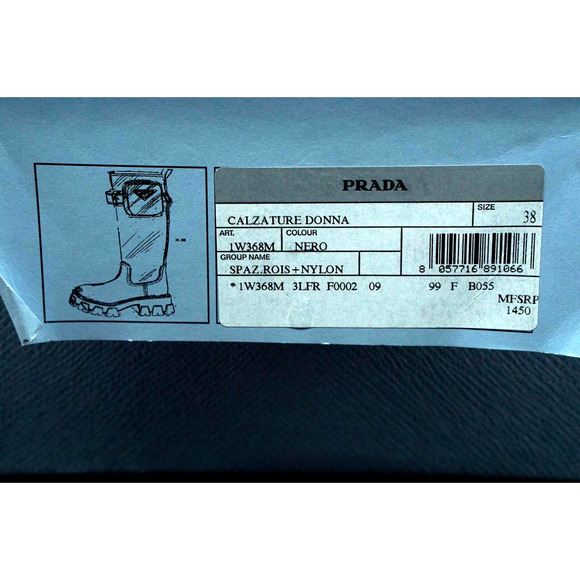 PRADA
CALZATURE DONNA SIZE 38
ART. COLOUR
1W368M NERO
GROUP NAME
SPAZ.ROIS+NYLON
8 057716 891066
*1W368M 3LFR F0002 09 99 F B055
MFSRP
1450